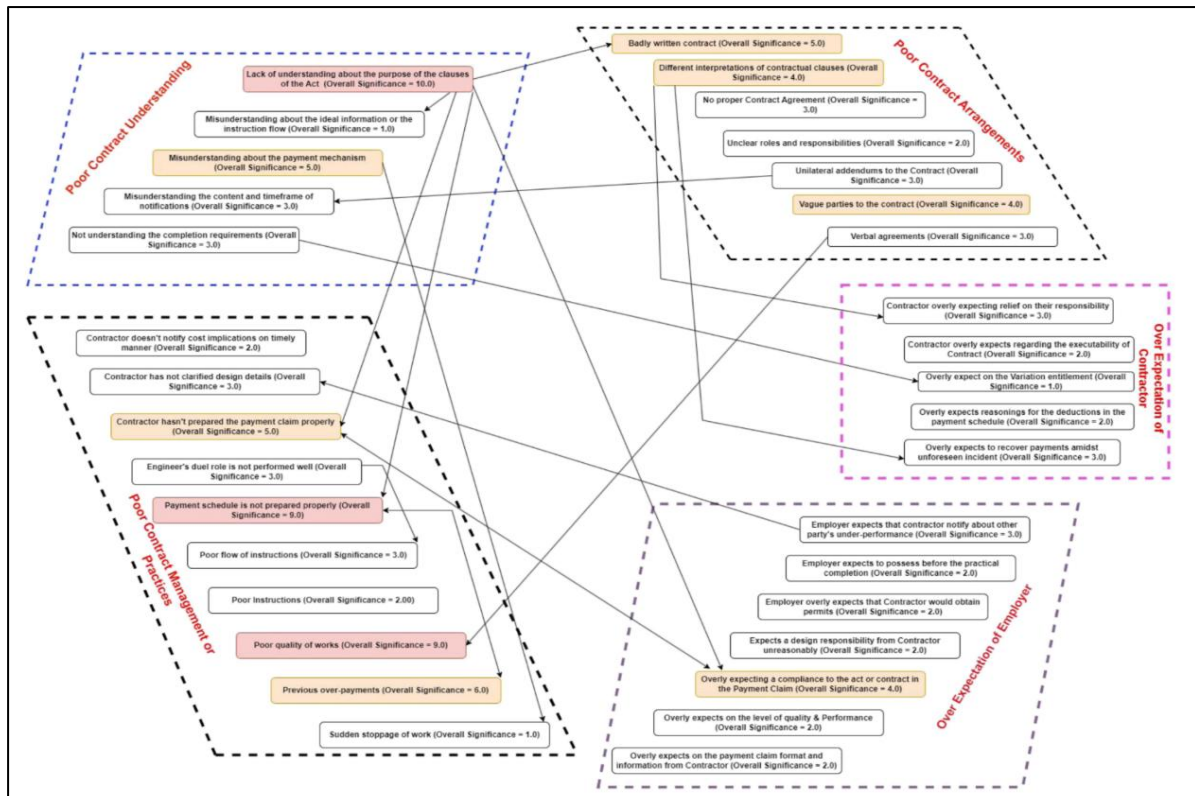 Poor Contract Understanding
Lack of understanding about the purpose of the clauses
of the Act (Overall Significance = 10.0)
Misunderstanding about the ideal information or the
instruction flow (Overall Significance = 1.0)
Misunderstanding about the payment mechanism
(Overall Significance = 5.0)
Misunderstanding the content and timeframe of
notifications (Overall Significance = 3.0)
Not understanding the completion requirements (Overall
Significance = 3.0)
Poor Contract Arrangements
Badly written contract (Overall Significance = 5.0)
Different interpretations of contractual clauses (Overall
Significance = 4.0)
No proper Contract Agreement (Overall Significance =
3.0)
Unclear roles and responsibilities (Overall Significance = 2.0)
Unilateral addendums to the Contract (Overall
Significance = 3.0)
Vague parties to the contract (Overall Significance = 4.0)
Verbal agreements (Overall Significance = 3.0)
Over Expectation of
Contractor
Contractor overly expecting relief on their responsibility
(Overall Significance = 3.0)
Contractor overly expects regarding the executability of
Contract (Overall Significance = 2.0)
Overly expect on the Variation entitlement (Overall
Significance = 1.0)
Overly expects reasonings for the deductions in the
payment schedule (Overall Significance = 2.0)
Overly expects to recover payments amidst
unforeseen incident (Overall Significance = 3.0)
Poor Contract Management or
Practices
Contractor doesn't notify cost implications on timely
manner (Overall Significance = 2.0)
Contractor has not clarified design details (Overall
Significance = 3.0)
Contractor hasn't prepared the payment claim properly
(Overall Significance = 5.0)
Engineer's duel role is not performed well (Overall
Significance = 3.0)
Payment schedule is not prepared properly (Overall
Significance = 9.0)
Poor flow of instructions (Overall Significance = 3.0)
Poor Instructions (Overall Significance = 2.00)
Poor quality of works (Overall Significance = 9.0)
Previous over-payments (Overall Significance = 6.0)
Sudden stoppage of work (Overall Significance = 1.0)
Over Expectation of Employer
Employer expects that contractor notify about other
party's under-performance (Overall Significance = 3.0)
Employer expects to possess before the practical
completion (Overall Significance = 2.0)
Employer overly expects that Contractor would obtain
permits (Overall Significance = 2.0)
Expects a design responsibility from Contractor
unreasonably (Overall Significance = 2.0)
Overly expecting a compliance to the act or contract in
the Payment Claim (Overall Significance = 4.0)
Overly expects on the level of quality & Performance
(Overall Significance = 2.0)
Overly expects on the payment claim format and
information from Contractor (Overall Significance = 2.0)